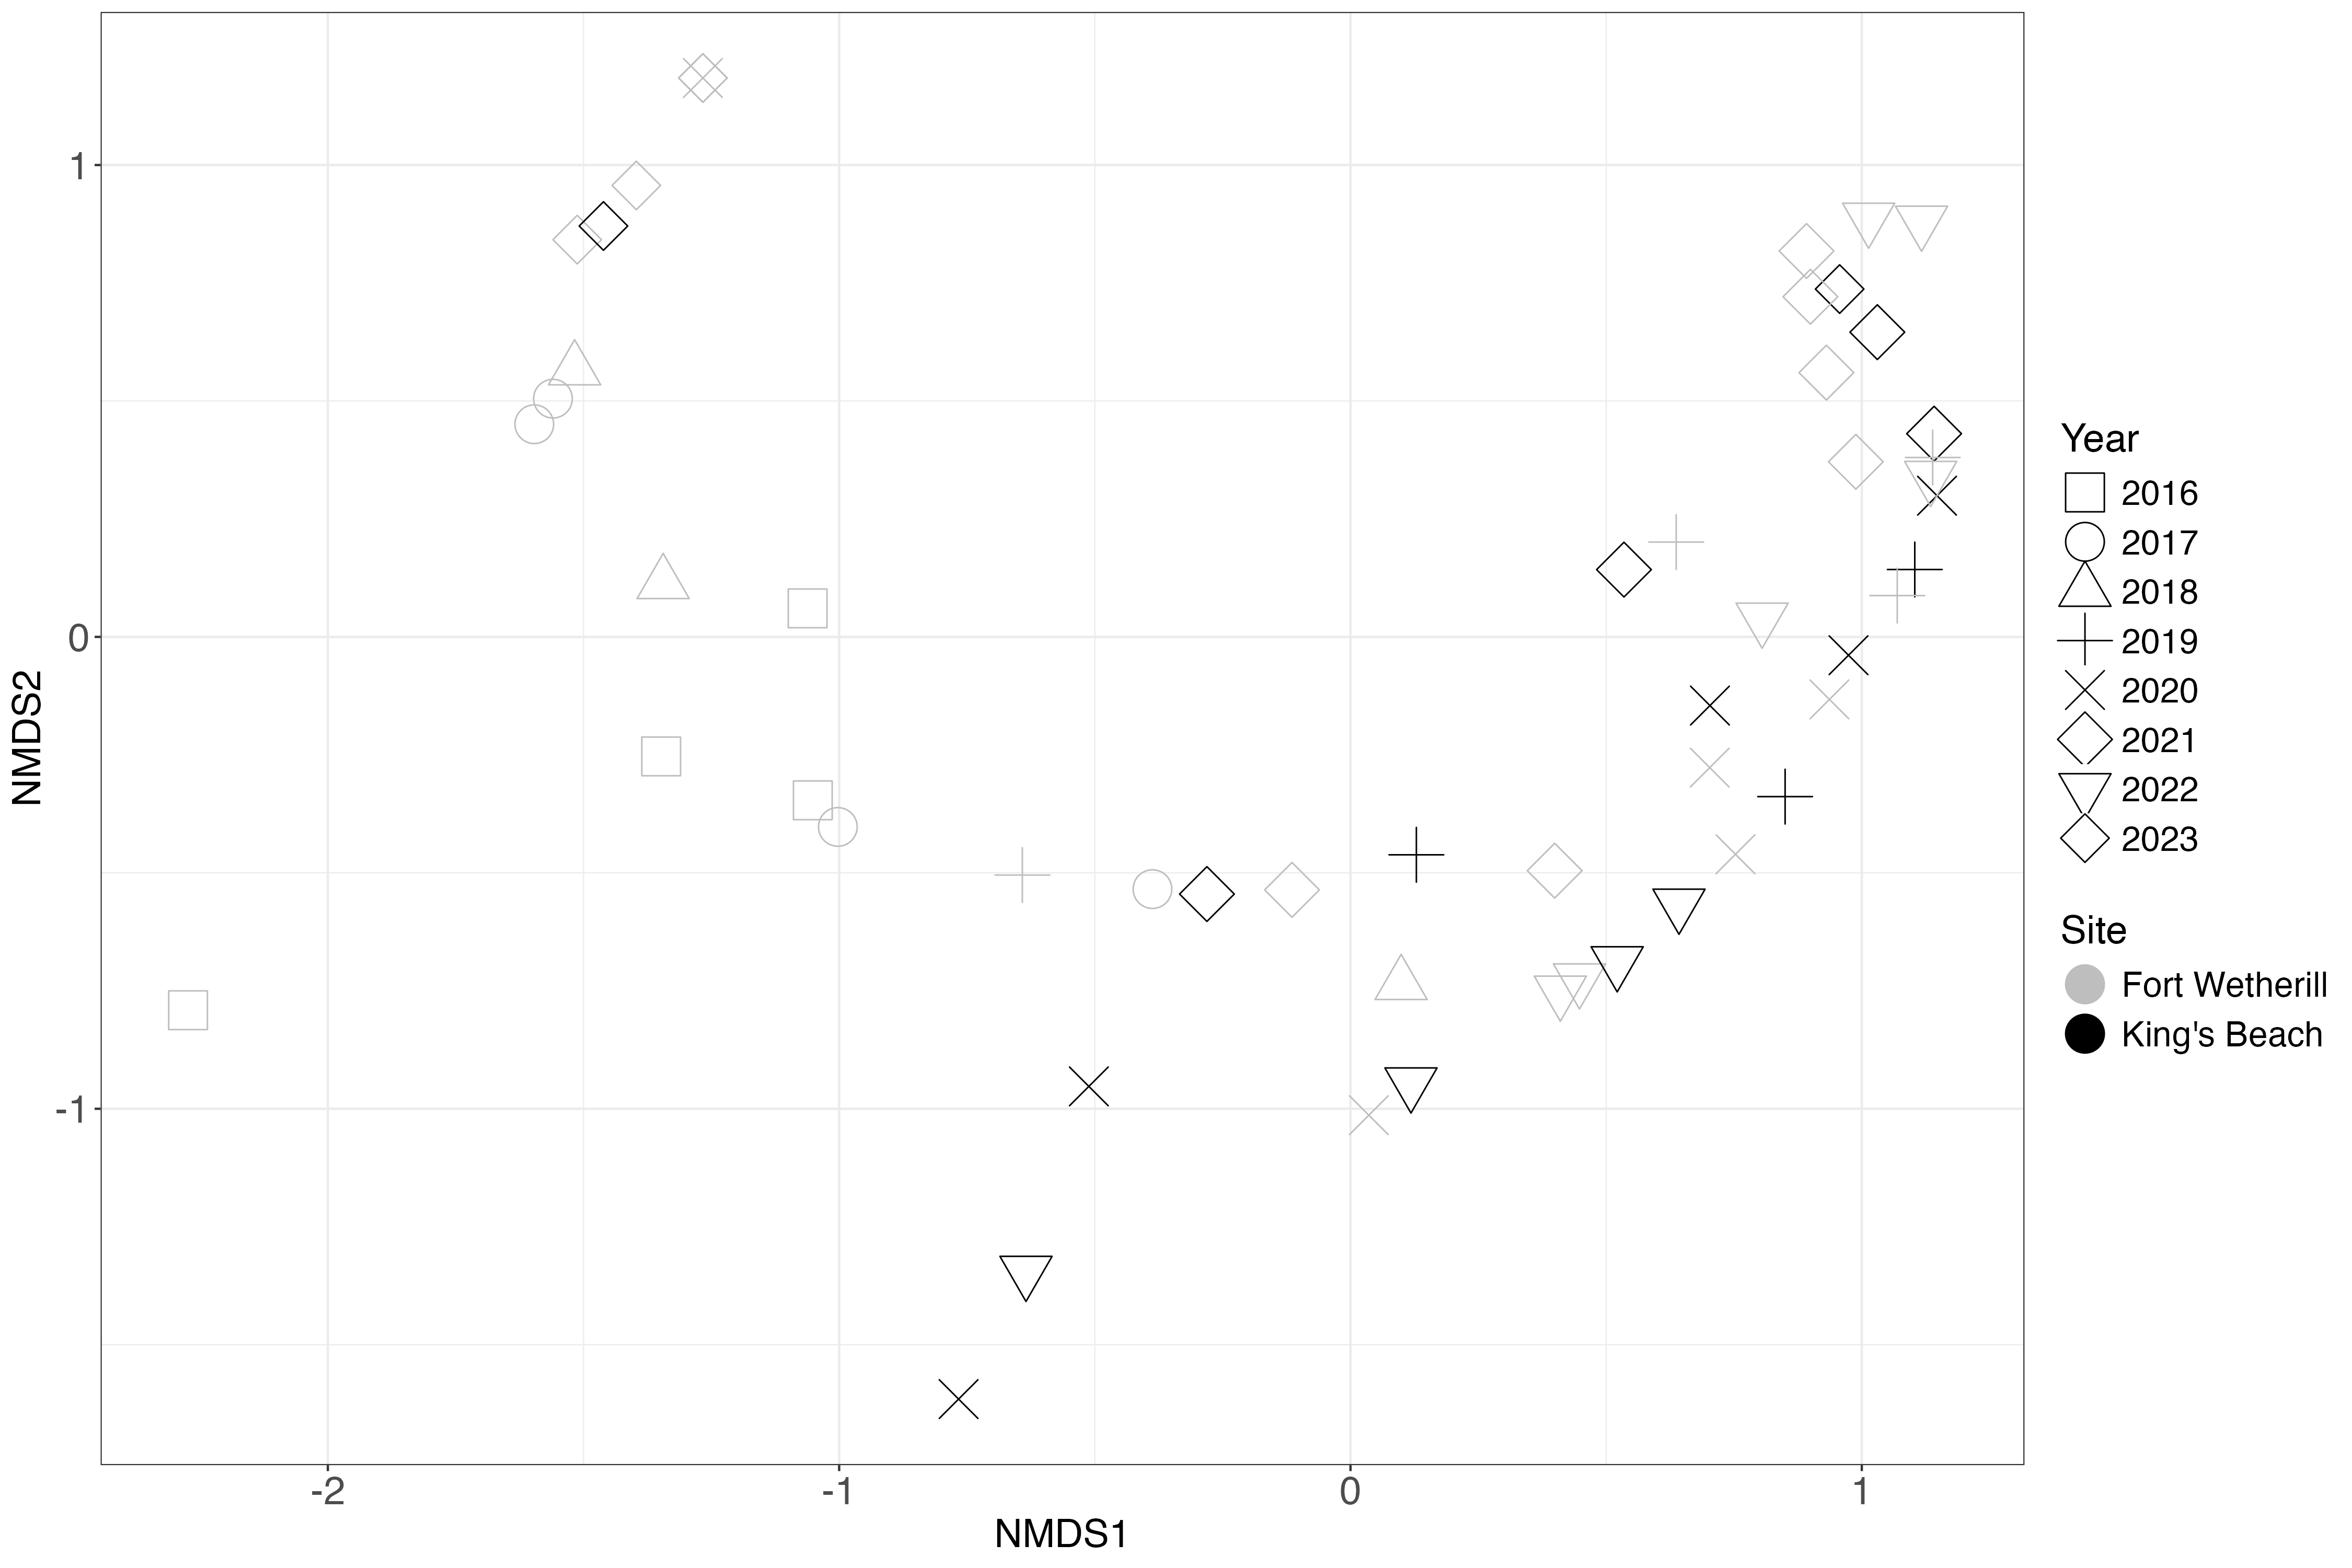 1
0
-1
NMDS2
-2
-1
0
1
NMDS1
Year
2016
2017
2018
2019
2020
2021
2022
2023
Site
Fort Wetherill
King's Beach